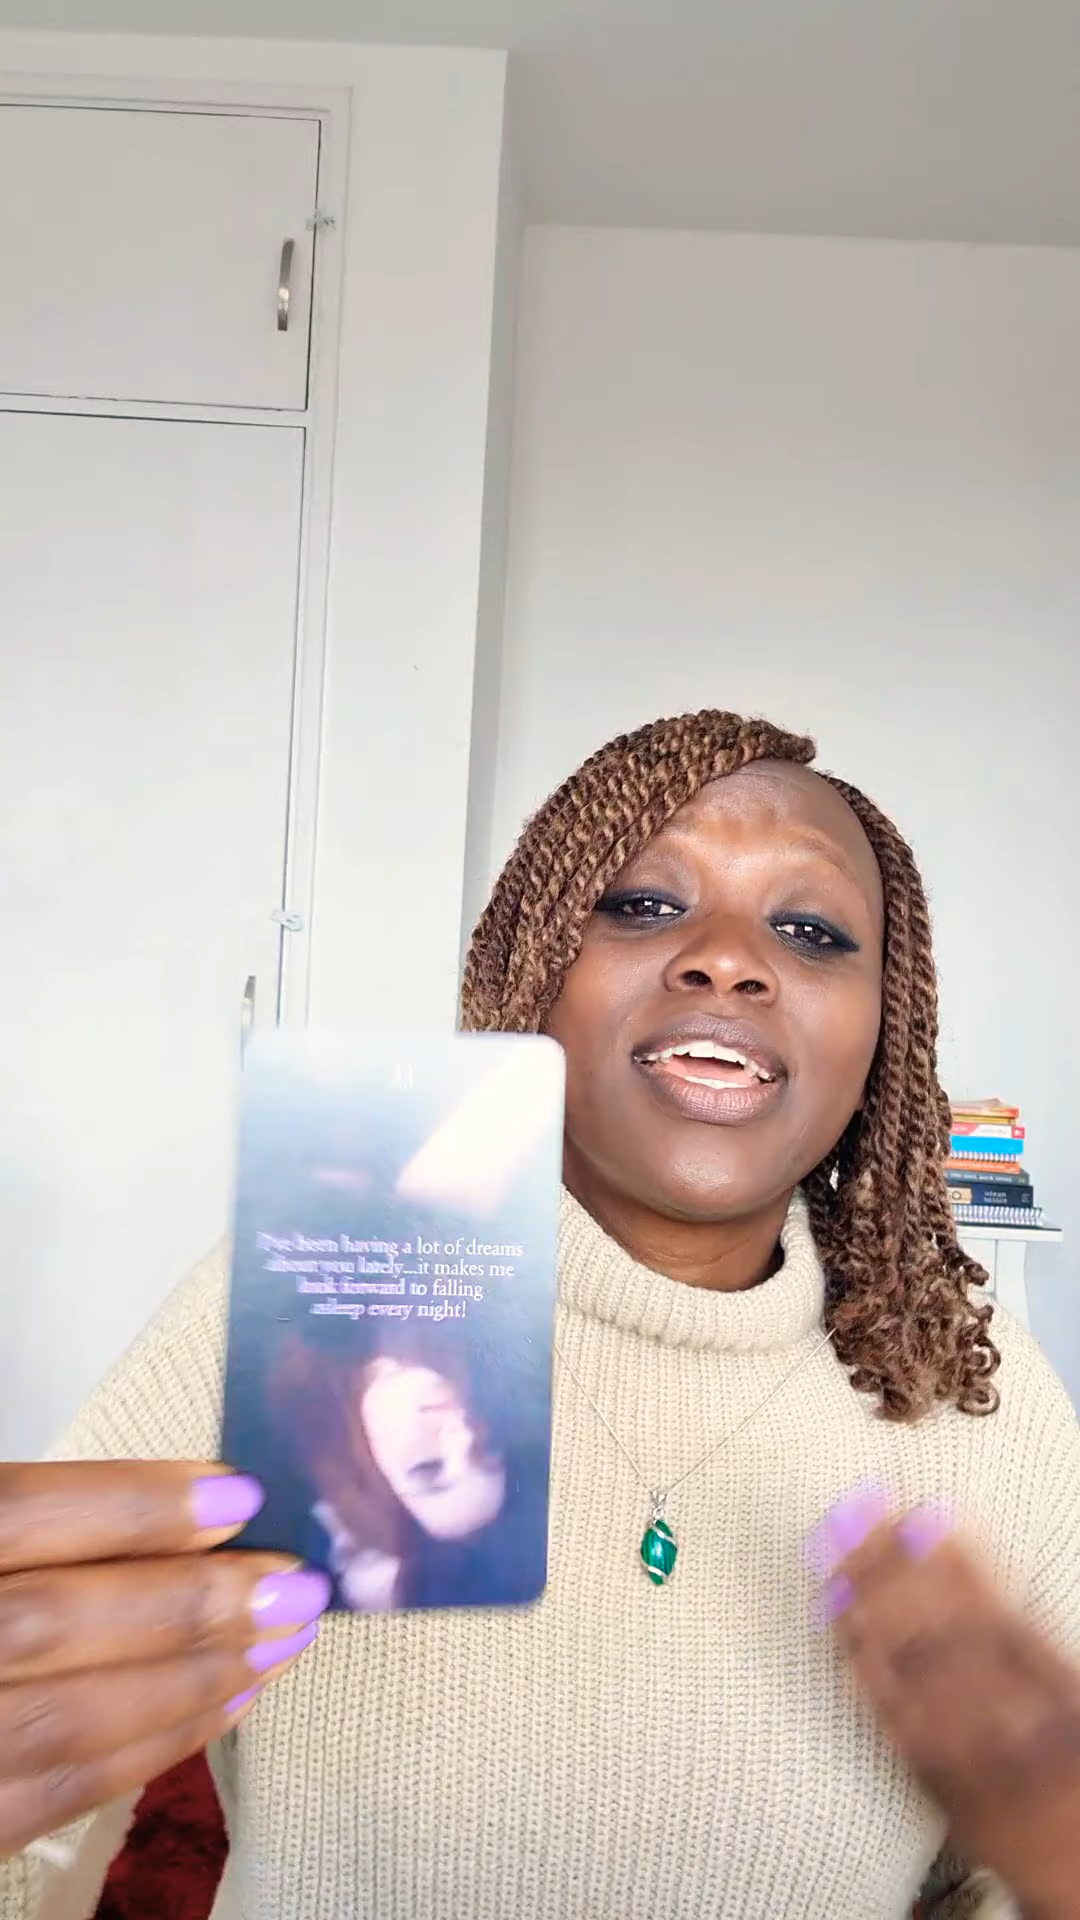 I've been having a lot of dreams
about you lately...it makes me
look forward to falling
asleep every night!